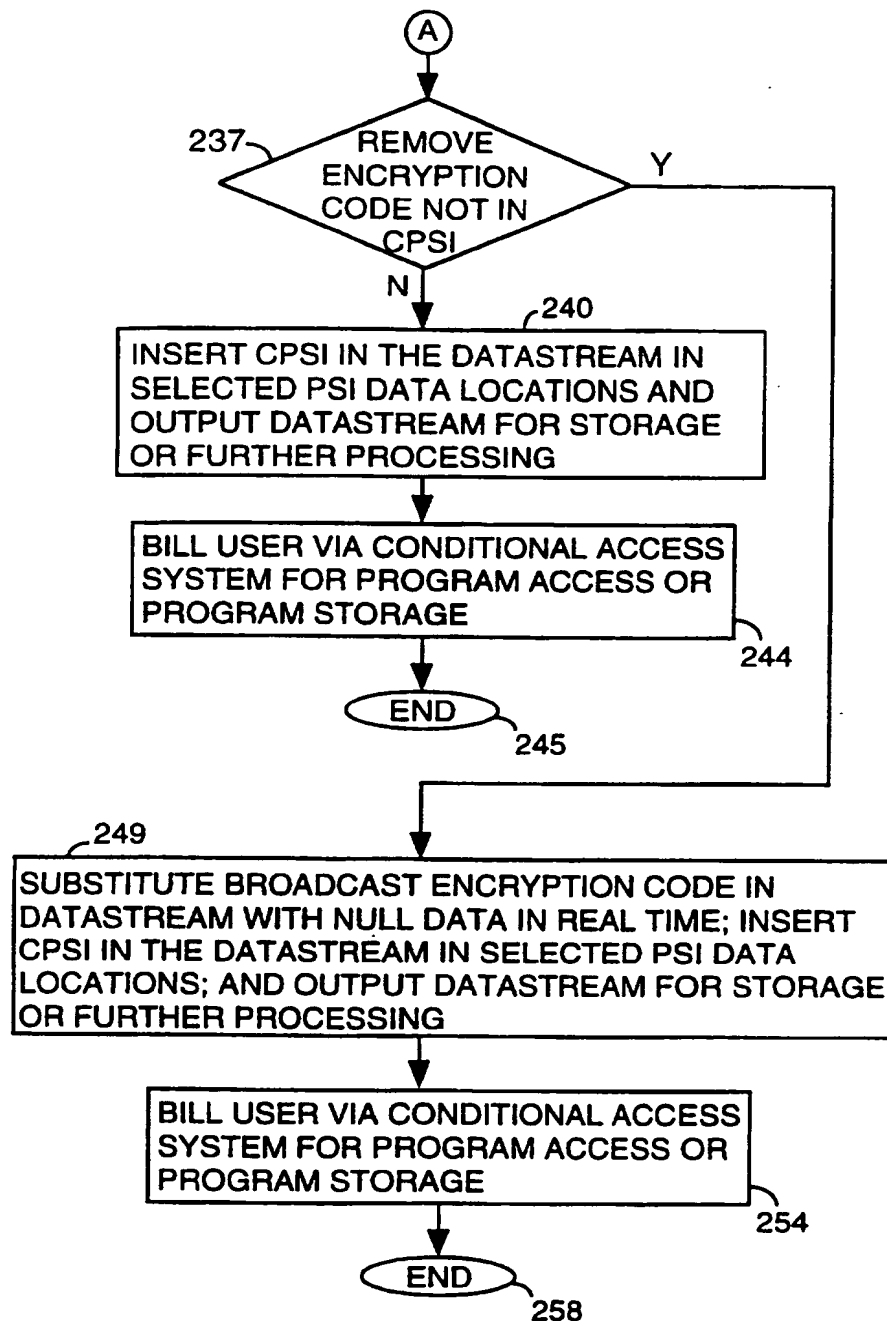 A
237
REMOVE
ENCRYPTION
CODE NOT IN
CPSI
Y
N
240
INSERT CPSI IN THE DATASTREAM IN
SELECTED PSI DATA LOCATIONS AND
OUTPUT DATASTREAM FOR STORAGE
OR FURTHER PROCESSING
BILL USER VIA CONDITIONAL ACCESS
SYSTEM FOR PROGRAM ACCESS OR
PROGRAM STORAGE
244
END
245
249
SUBSTITUTE BROADCAST ENCRYPTION CODE IN
DATASTREAM WITH NULL DATA IN REAL TIME; INSERT
CPSI IN THE DATASTREAM IN SELECTED PSI DATA
LOCATIONS; AND OUTPUT DATASTREAM FOR STORAGE
OR FURTHER PROCESSING
BILL USER VIA CONDITIONAL ACCESS
SYSTEM FOR PROGRAM ACCESS OR
PROGRAM STORAGE
254
END
258